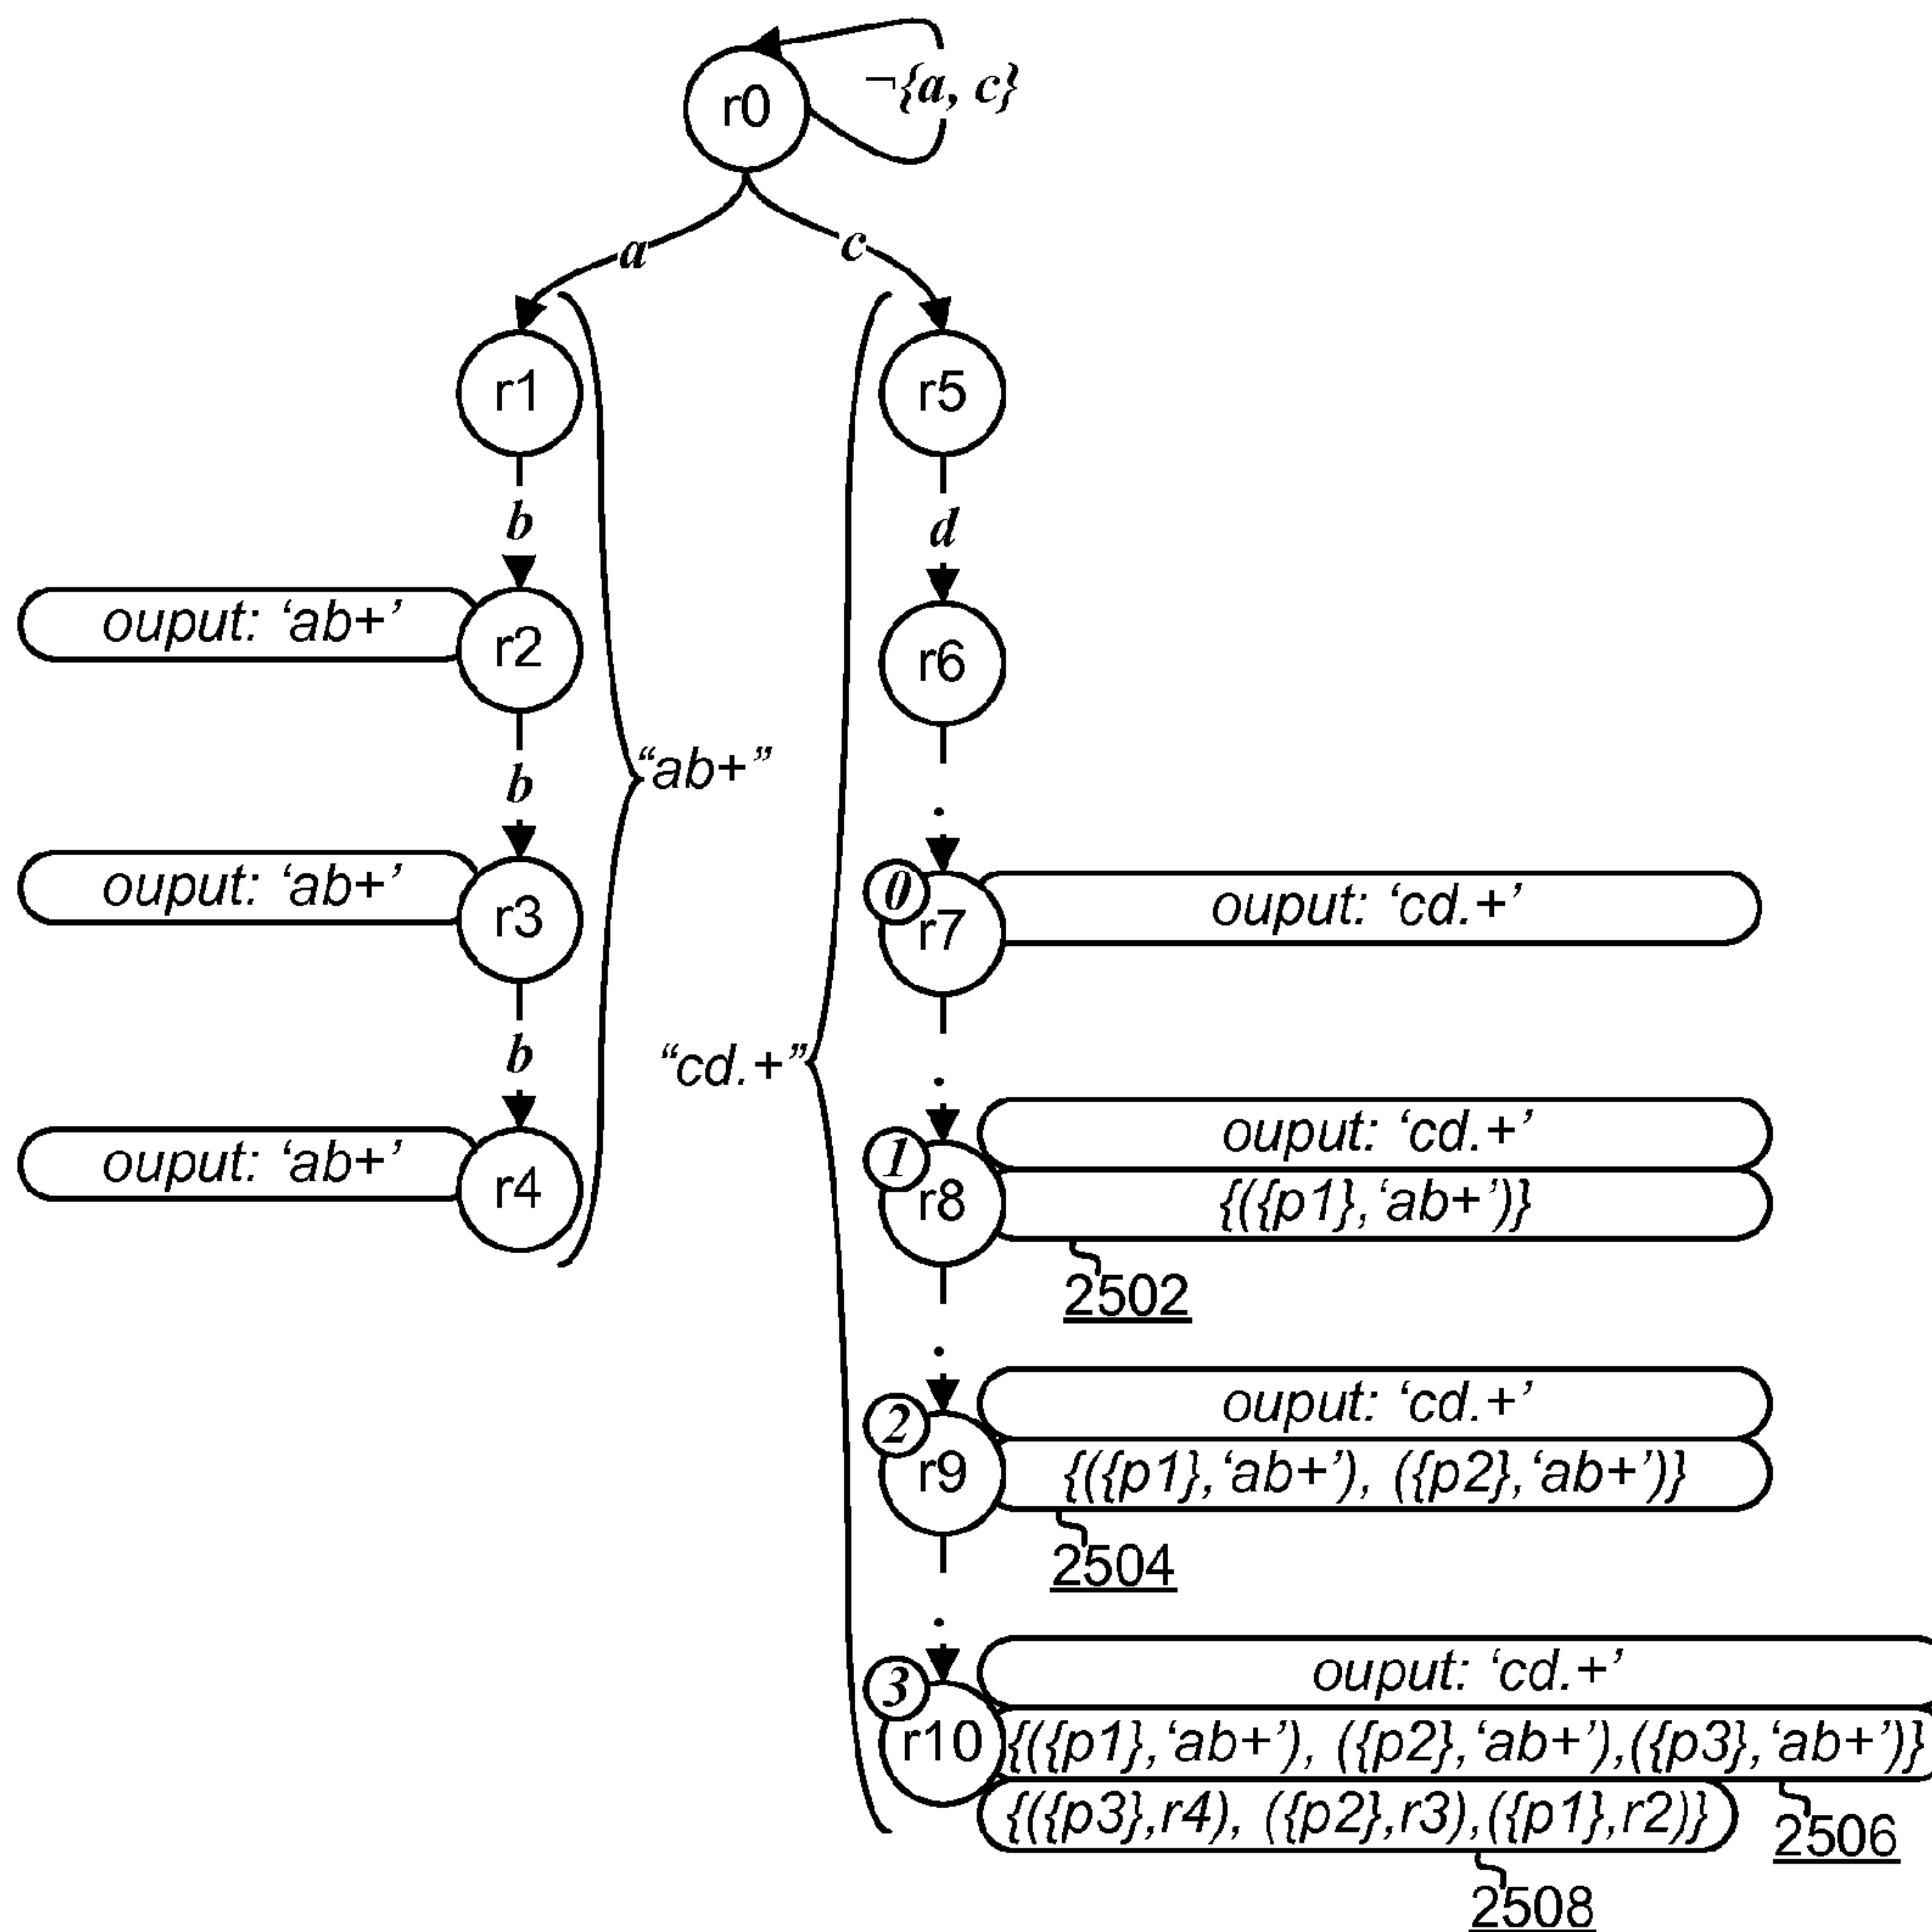 r0
¬{a, c}
a
c
r1
r5
b
d
ouput: ‘ab+’
r2
r6
b
“ab+”
.
ouput: ‘ab+’
r3
0
r7
ouput: ‘cd.+’
b
“cd.+”
.
ouput: ‘ab+’
r4
1
r8
ouput: ‘cd.+’
{({p1},‘ab+’)}
2502
.
2
r9
ouput: ‘cd.+’
{({p1},‘ab+’), ({p2},‘ab+’)}
2504
.
3
r10
ouput: ‘cd.+’
{({p1},‘ab+’), ({p2},‘ab+’),({p3},‘ab+’)}
{({p3},r4), ({p2},r3),({p1},r2)}
2506
2508